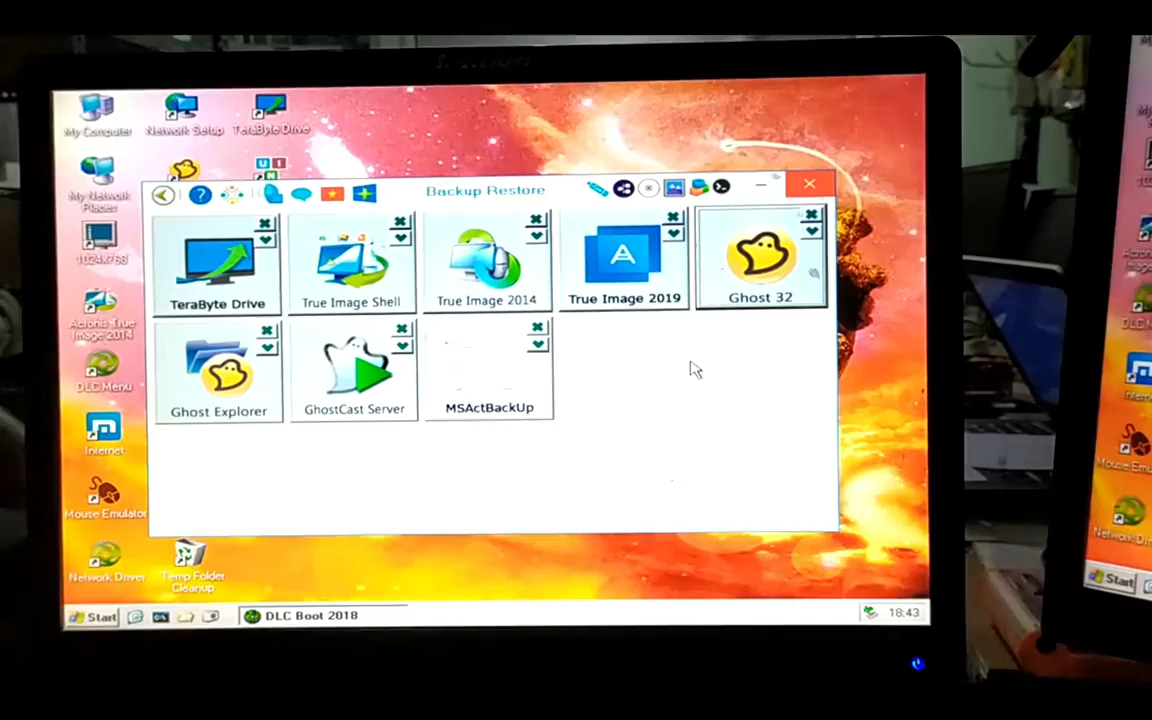 My Computer
Network Setup
TeraByte Drive
My Network
Places
1024x768
Acronis True
Image 2014
DLC Menu
Internet
Mouse Emulator
Network Driver
Temp Folder
Cleanup
Backup Restore
TeraByte Drive
True Image Shell
True Image 2014
True Image 2019
Ghost 32
Ghost Explorer
GhostCast Server
MSActBackUp
Start
DLC Boot 2018
18:43
Start